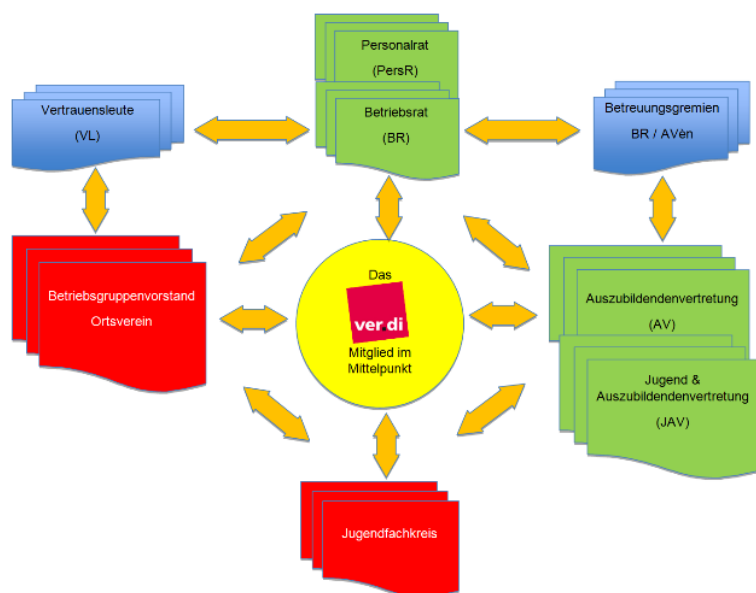 Personalrat
(PersR)
Betriebsrat
(BR)
Vertrauensleute
(VL)
Betreuungsgremien
BR / AVèn
Betriebsgruppenvorstand
Ortsverein
Das
ver.di
Mitglied im
Mittelpunkt
Auszubildendenvertretung
(AV)
Jugend &
Auszubildendenvertretung
(JAV)
Jugendfachkreis